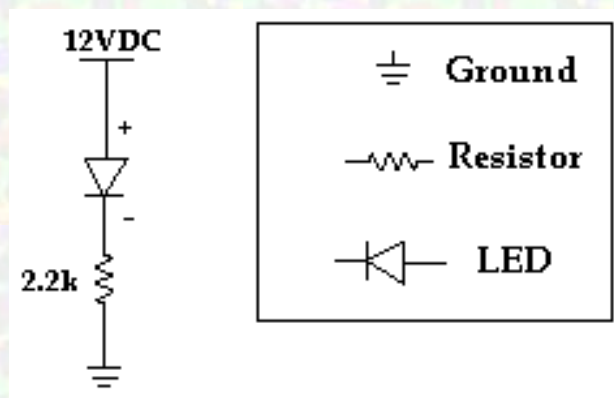 12VDC
+
-
2.2k
Ground
Resistor
LED